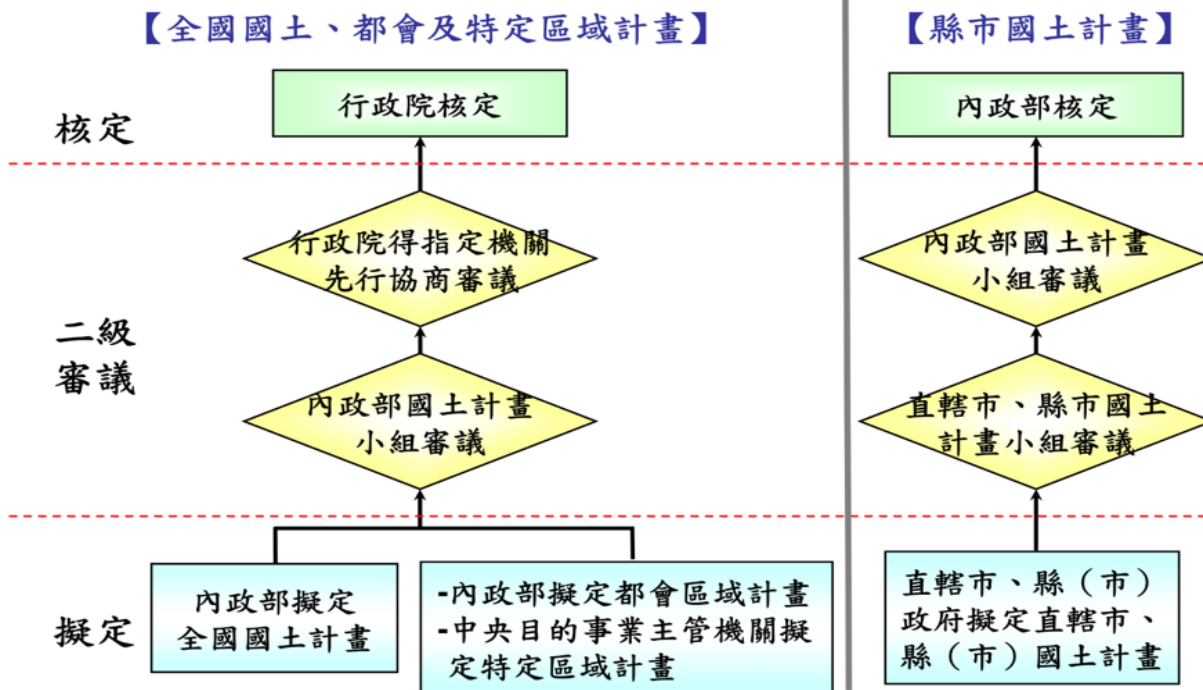 【全國國土、都會及特定區域計畫】
【縣市國土計畫】
核定
行政院核定
內政部核定
二級
審議
行政院得指定機關
先行協商審議
內政部國土計畫
小組審議
內政部國土計畫
小組審議
直轄市、縣市國土
計畫小組審議
擬定
內政部擬定
全國國土計畫
-內政部擬定都會區域計畫
-中央目的事業主管機關擬
定特定區域計畫
直轄市、縣（市）
政府擬定直轄市、
縣（市）國土計畫